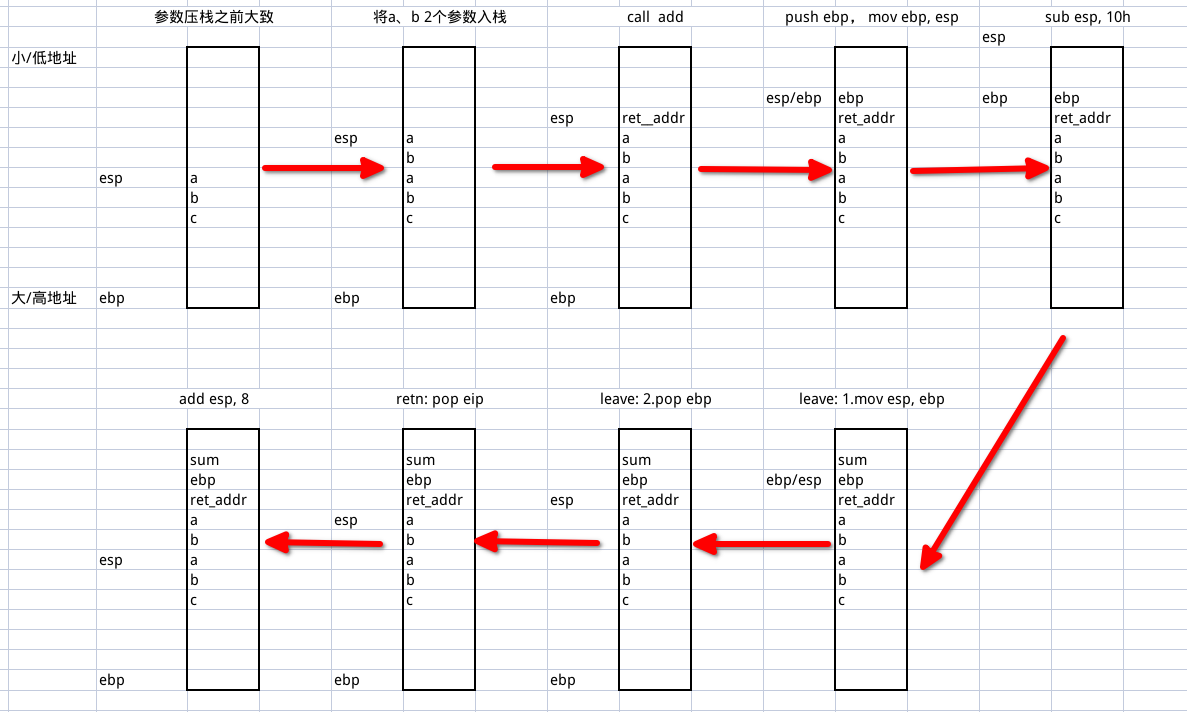 参数压栈之前大致 将a、b 2个参数入栈 call add push ebp， mov ebp, esp sub esp, 10h
esp
小/低地址
esp/ebp ebp ebp ebp
esp ret__addr ret_addr ret_addr
esp a a a a
b b b b
esp a a a a a
b b b b b
c c c c c
大/高地址 ebp ebp ebp
add esp, 8 retn: pop eip leave: 2.pop ebp leave: 1.mov esp, ebp
sum sum sum sum
ebp ebp ebp ebp/esp ebp
ret_addr ret_addr esp ret_addr ret_addr
a esp a a a
b b b b
esp a a a a
b b b b
c c c c
ebp ebp ebp